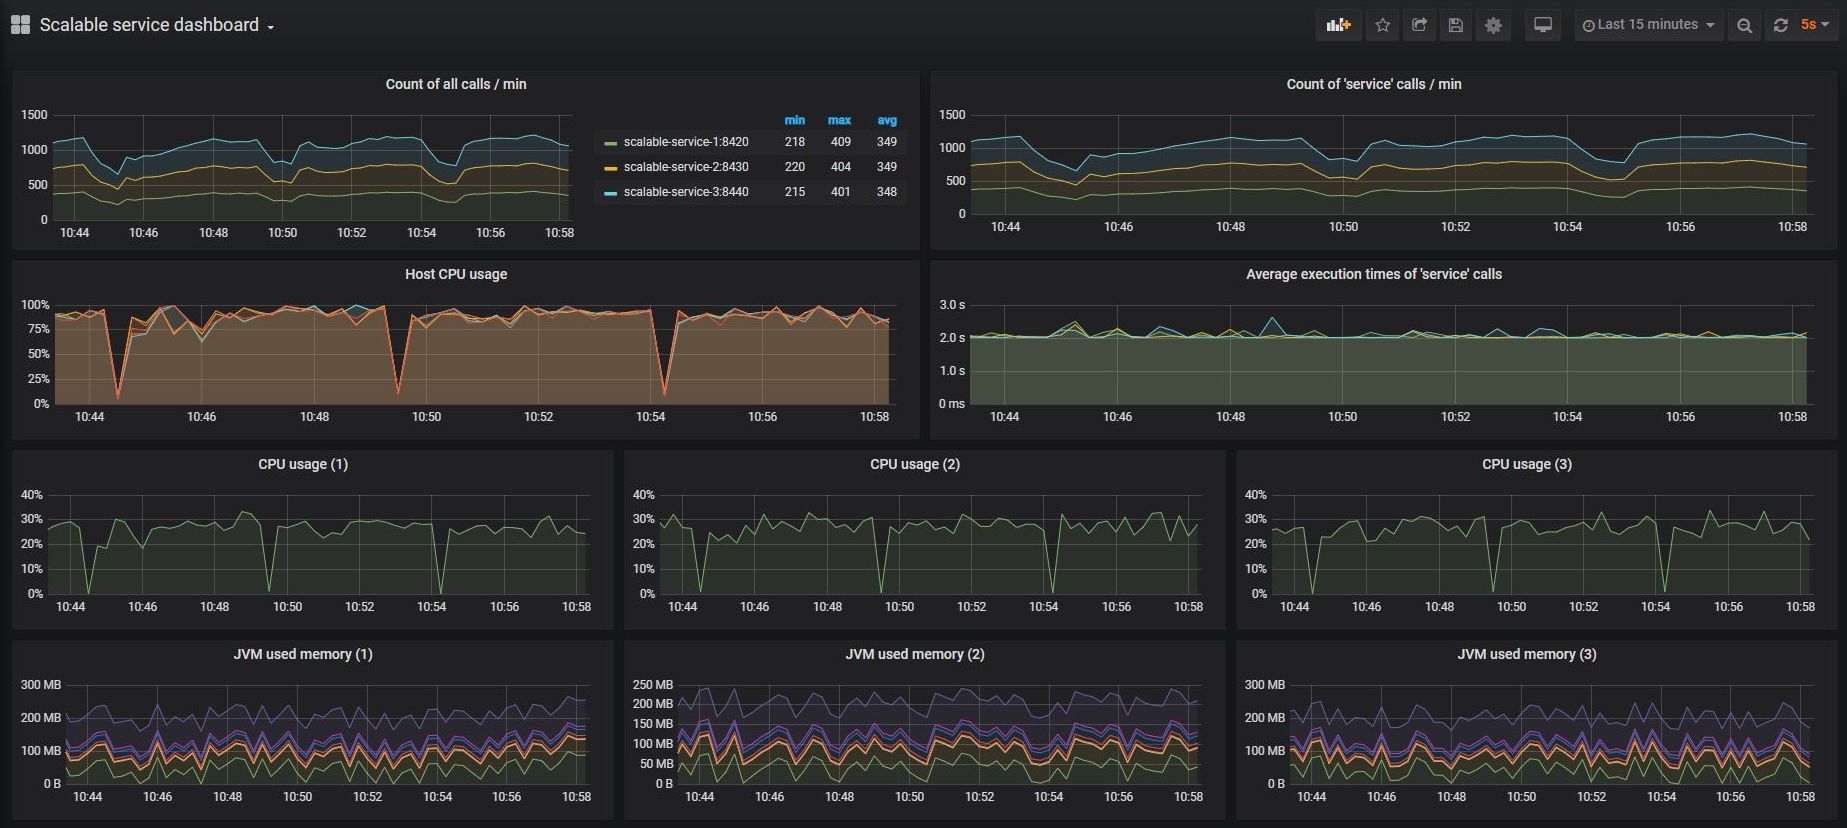 Scalable service dashboard
Last 15 minutes
5s
Count of all calls / min
1500
1000
500
0
10:44 10:46 10:48 10:50 10:52 10:54 10:56 10:58
min max avg
scalable-service-1:8420 218 409 349
scalable-service-2:8430 220 404 349
scalable-service-3:8440 215 401 348
Count of 'service' calls / min
1500
1000
500
0
10:44 10:46 10:48 10:50 10:52 10:54 10:56 10:58
Host CPU usage
100%
75%
50%
25%
0%
10:44 10:46 10:48 10:50 10:52 10:54 10:56 10:58
Average execution times of 'service' calls
3.0 s
2.0 s
1.0 s
0 ms
10:44 10:46 10:48 10:50 10:52 10:54 10:56 10:58
CPU usage (1)
40%
30%
20%
10%
0%
10:44 10:46 10:48 10:50 10:52 10:54 10:56 10:58
CPU usage (2)
40%
30%
20%
10%
0%
10:44 10:46 10:48 10:50 10:52 10:54 10:56 10:58
CPU usage (3)
40%
30%
20%
10%
0%
10:44 10:46 10:48 10:50 10:52 10:54 10:56 10:58
JVM used memory (1)
300 MB
200 MB
100 MB
0 B
10:44 10:46 10:48 10:50 10:52 10:54 10:56 10:58
JVM used memory (2)
250 MB
200 MB
150 MB
100 MB
50 MB
0 B
10:44 10:46 10:48 10:50 10:52 10:54 10:56 10:58
JVM used memory (3)
300 MB
200 MB
100 MB
0 B
10:44 10:46 10:48 10:50 10:52 10:54 10:56 10:58